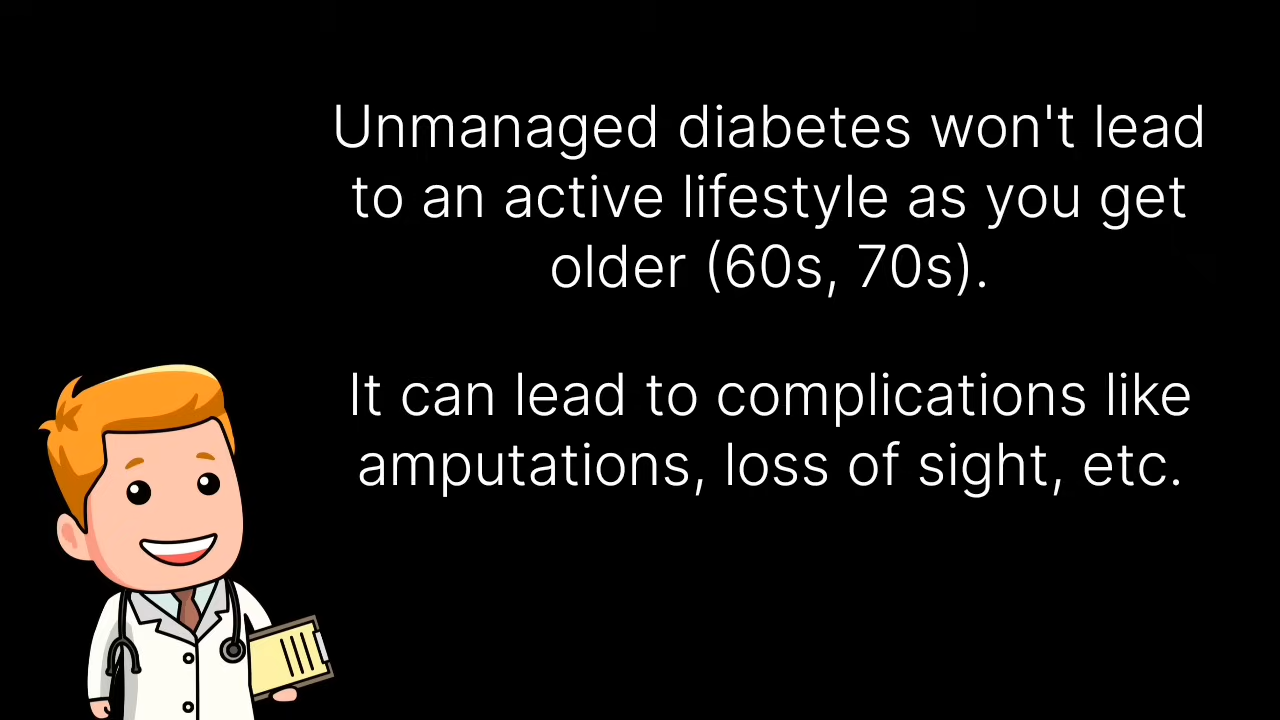 Unmanaged diabetes won't lead
to an active lifestyle as you get
older (60s, 70s).
It can lead to complications like
amputations, loss of sight, etc.